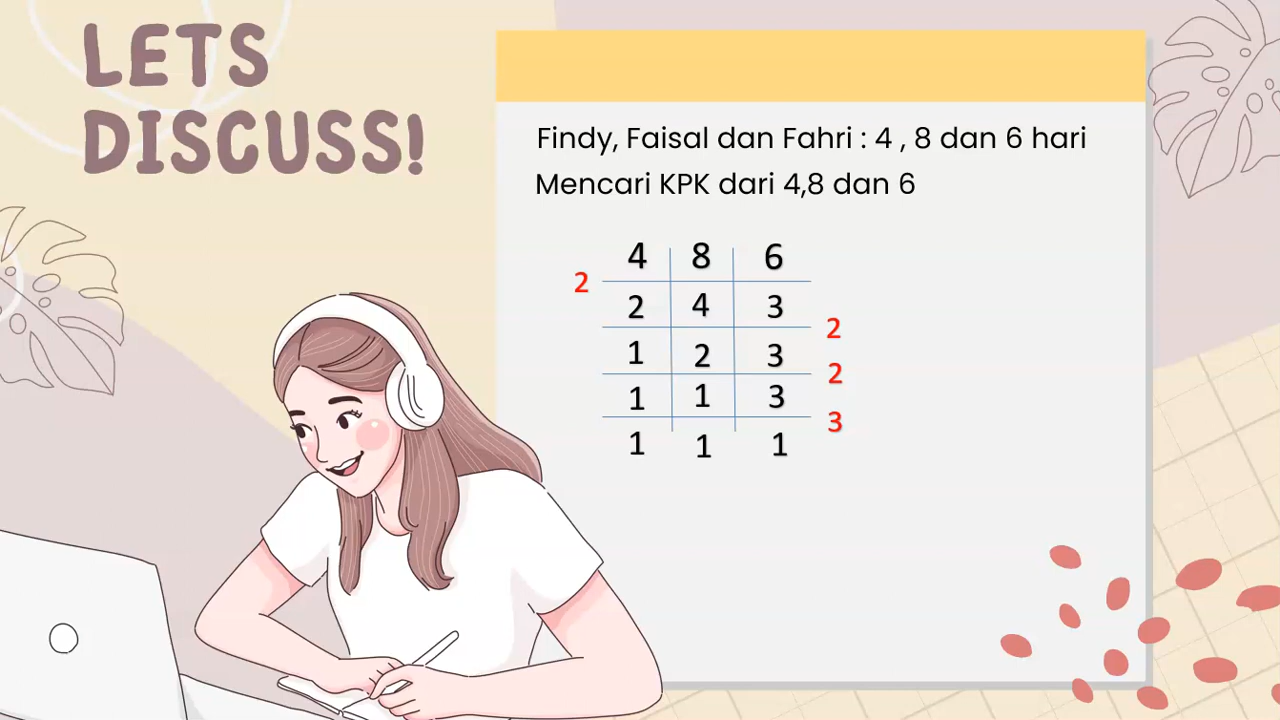 LETS
DISCUSS!
Findy, Faisal dan Fahri : 4 , 8 dan 6 hari
Mencari KPK dari 4,8 dan 6
4 8 6
2
2 4 3
2
1 2 3
2
1 1 3
3
1 1 1